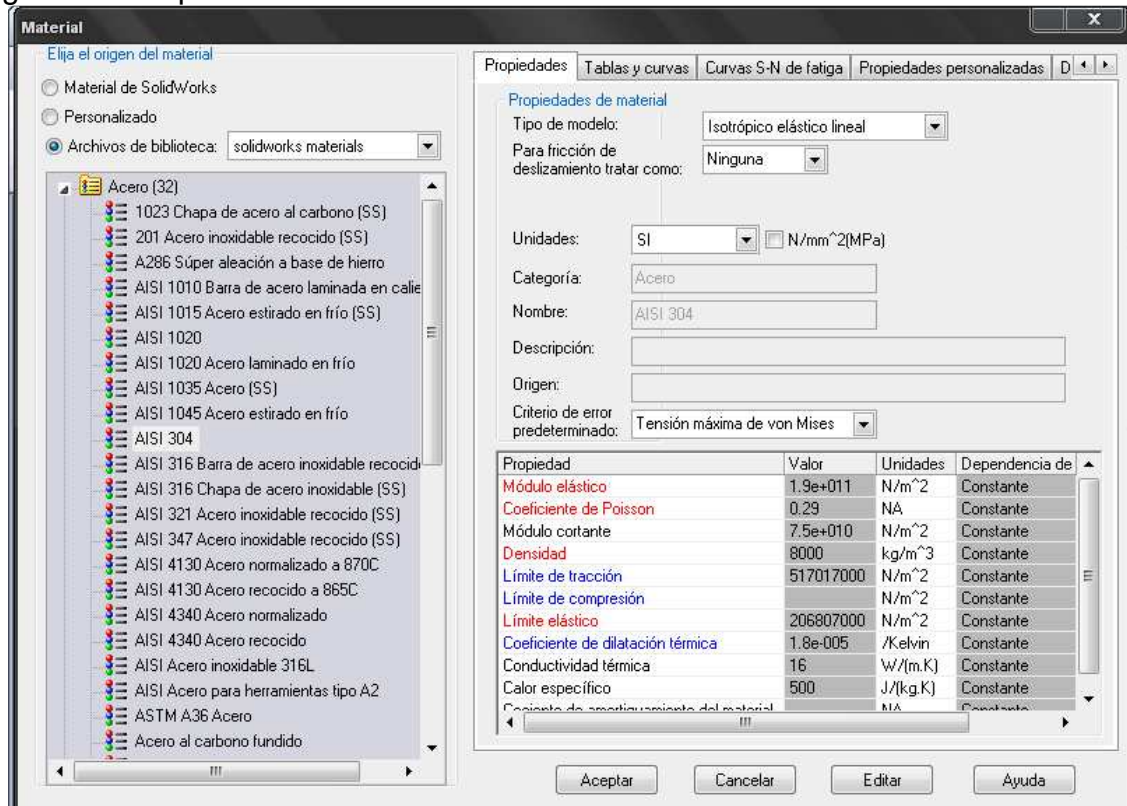 Material
Elija el origen del material
Material de SolidWorks
Personalizado
Archivos de biblioteca: solidworks materials
Acero (32)
1023 Chapa de acero al carbono (SS)
201 Acero inoxidable recocido (SS)
A286 Súper aleación a base de hierro
AISI 1010 Barra de acero laminada en calie
AISI 1015 Acero estirado en frío (SS)
AISI 1020
AISI 1020 Acero laminado en frío
AISI 1035 Acero (SS)
AISI 1045 Acero estirado en frío
AISI 304
AISI 316 Barra de acero inoxidable recocid
AISI 316 Chapa de acero inoxidable (SS)
AISI 321 Acero inoxidable recocido (SS)
AISI 347 Acero inoxidable recocido (SS)
AISI 4130 Acero normalizado a 870C
AISI 4130 Acero recocido a 865C
AISI 4340 Acero normalizado
AISI 4340 Acero recocido
AISI Acero inoxidable 316L
AISI Acero para herramientas tipo A2
ASTM A36 Acero
Acero al carbono fundido
Propiedades Tablas y curvas Curvas S-N de fatiga Propiedades personalizadas D
Propiedades de material
Tipo de modelo: Isotrópico elástico lineal
Para fricción de
deslizamiento tratar como: Ninguna
Unidades: SI N/mm^2(MPa)
Categoría: Acero
Nombre: AISI 304
Descripción:
Origen:
Criterio de error
predeterminado: Tensión máxima de von Mises
Propiedad Valor Unidades Dependencia de
Módulo elástico 1.9e+011 N/m^2 Constante
Coeficiente de Poisson 0.29 NA Constante
Módulo cortante 7.5e+010 N/m^2 Constante
Densidad 8000 kg/m^3 Constante
Límite de tracción 517017000 N/m^2 Constante
Límite de compresión N/m^2 Constante
Límite elástico 206807000 N/m^2 Constante
Coeficiente de dilatación térmica 1.8e-005 /Kelvin Constante
Conductividad térmica 16 W/(m.K) Constante
Calor específico 500 J/(kg.K) Constante
de amortiguamiento del material NA Constante
Aceptar Cancelar Editar Ayuda